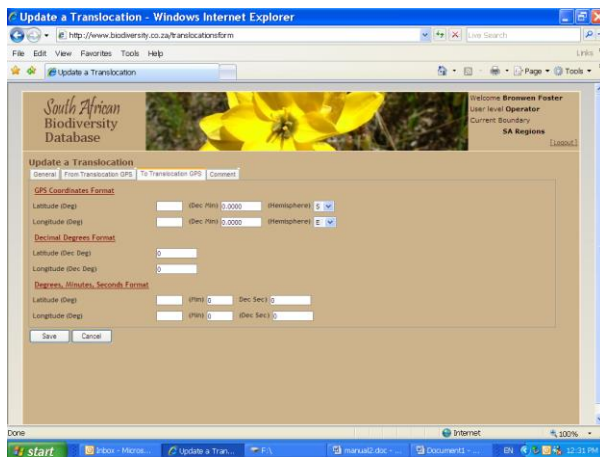 Update a Translocation - Windows Internet Explorer
http://www.biodiversity.co.za/translocationsform
Live Search
File Edit View Favorites Tools Help
Links
Update a Translocation
Page Tools
South African
Biodiversity
Database
Welcome Bronwen Foster
User level Operator
Current Boundary
SA Regions
[Logout]
Update a Translocation
General From Translocation GPS To Translocation GPS Comment
GPS Coordinates Format
Latitude (Deg) (Dec Min) 0.0000 (Hemisphere) S
Longitude (Deg) (Dec Min) 0.0000 (Hemisphere) E
Decimal Degrees Format
Latitude (Dec Deg) 0
Longitude (Dec Deg) 0
Degrees, Minutes, Seconds Format
Latitude (Deg) (Min) 0 Dec Sec) 0
Longitude (Deg) (Min) 0 (Dec Sec) 0
Save Cancel
Done
Internet
100%
start
Inbox - Micros...
Update a Tran...
F:\
manual2.doc - ...
Document1 - ...
EN
12:31 PM